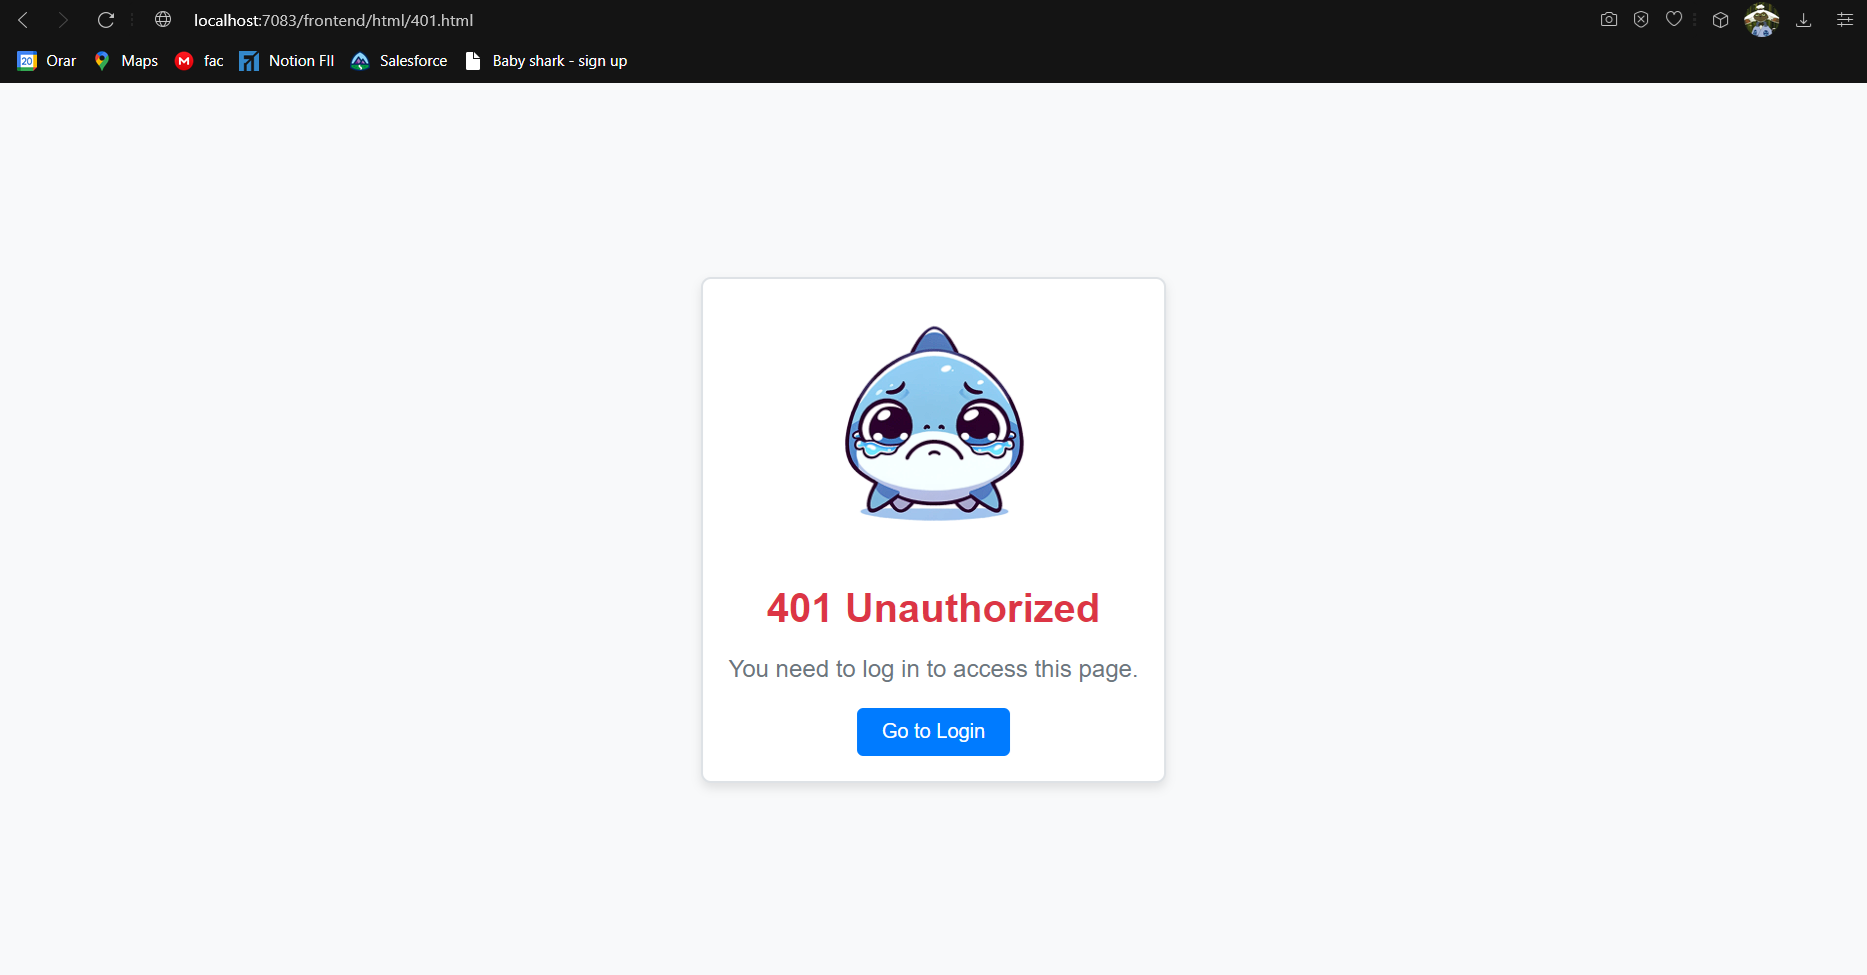 localhost:7083/frontend/html/401.html
20 Orar Maps M fac Notion FII Salesforce Baby shark - sign up
401 Unauthorized
You need to log in to access this page.
Go to Login